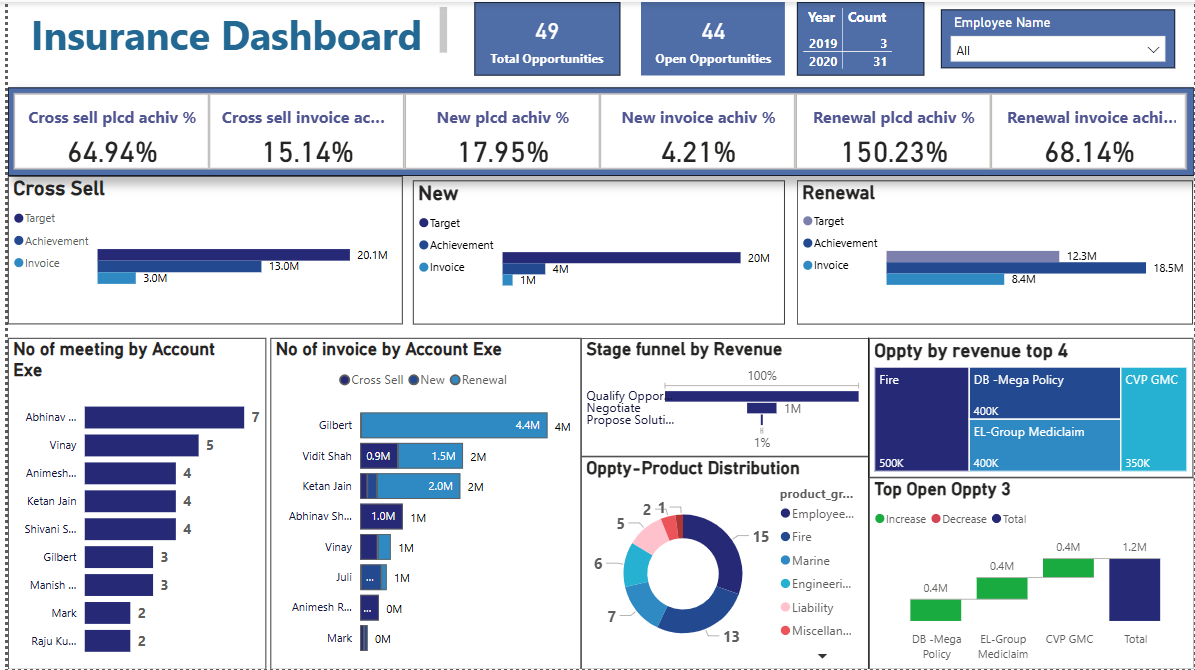 Insurance Dashboard
49
Total Opportunities
44
Open Opportunities
Year Count
2019 3
2020 31
Employee Name
All
Cross sell plcd achiv %
64.94%
Cross sell invoice ac...
15.14%
New plcd achiv %
17.95%
New invoice achiv %
4.21%
Renewal plcd achiv %
150.23%
Renewal invoice achi...
68.14%
Cross Sell
Target
Achievement
Invoice
20.1M
13.0M
3.0M
New
Target
Achievement
Invoice
20M
4M
1M
Renewal
Target
Achievement
Invoice
12.3M
18.5M
8.4M
No of meeting by Account
Exe
Abhinav ... 7
Vinay 5
Animesh... 4
Ketan Jain 4
Shivani S... 4
Gilbert 3
Manish ... 3
Mark 2
Raju Ku... 2
No of invoice by Account Exe
Cross Sell New Renewal
Gilbert 4.4M 4M
Vidit Shah 0.9M 1.5M 2M
Ketan Jain 2.0M 2M
Abhinav Sh... 1.0M 1M
Vinay 1M
Juli ... 1M
Animesh R... ... 0M
Mark 0M
Stage funnel by Revenue
100%
Qualify Oppor...
Negotiate 1M
Propose Soluti...
1%
Oppty-Product Distribution
15
13
7
6
5
2
1
product_gr...
Employee...
Fire
Marine
Engineeri...
Liability
Miscellan...
Oppty by revenue top 4
Fire
500K
DB -Mega Policy
400K
EL-Group Mediclaim
400K
CVP GMC
350K
Top Open Oppty 3
Increase Decrease Total
0.4M
0.4M
0.4M
1.2M
DB -Mega
Policy
EL-Group
Mediclaim
CVP GMC
Total